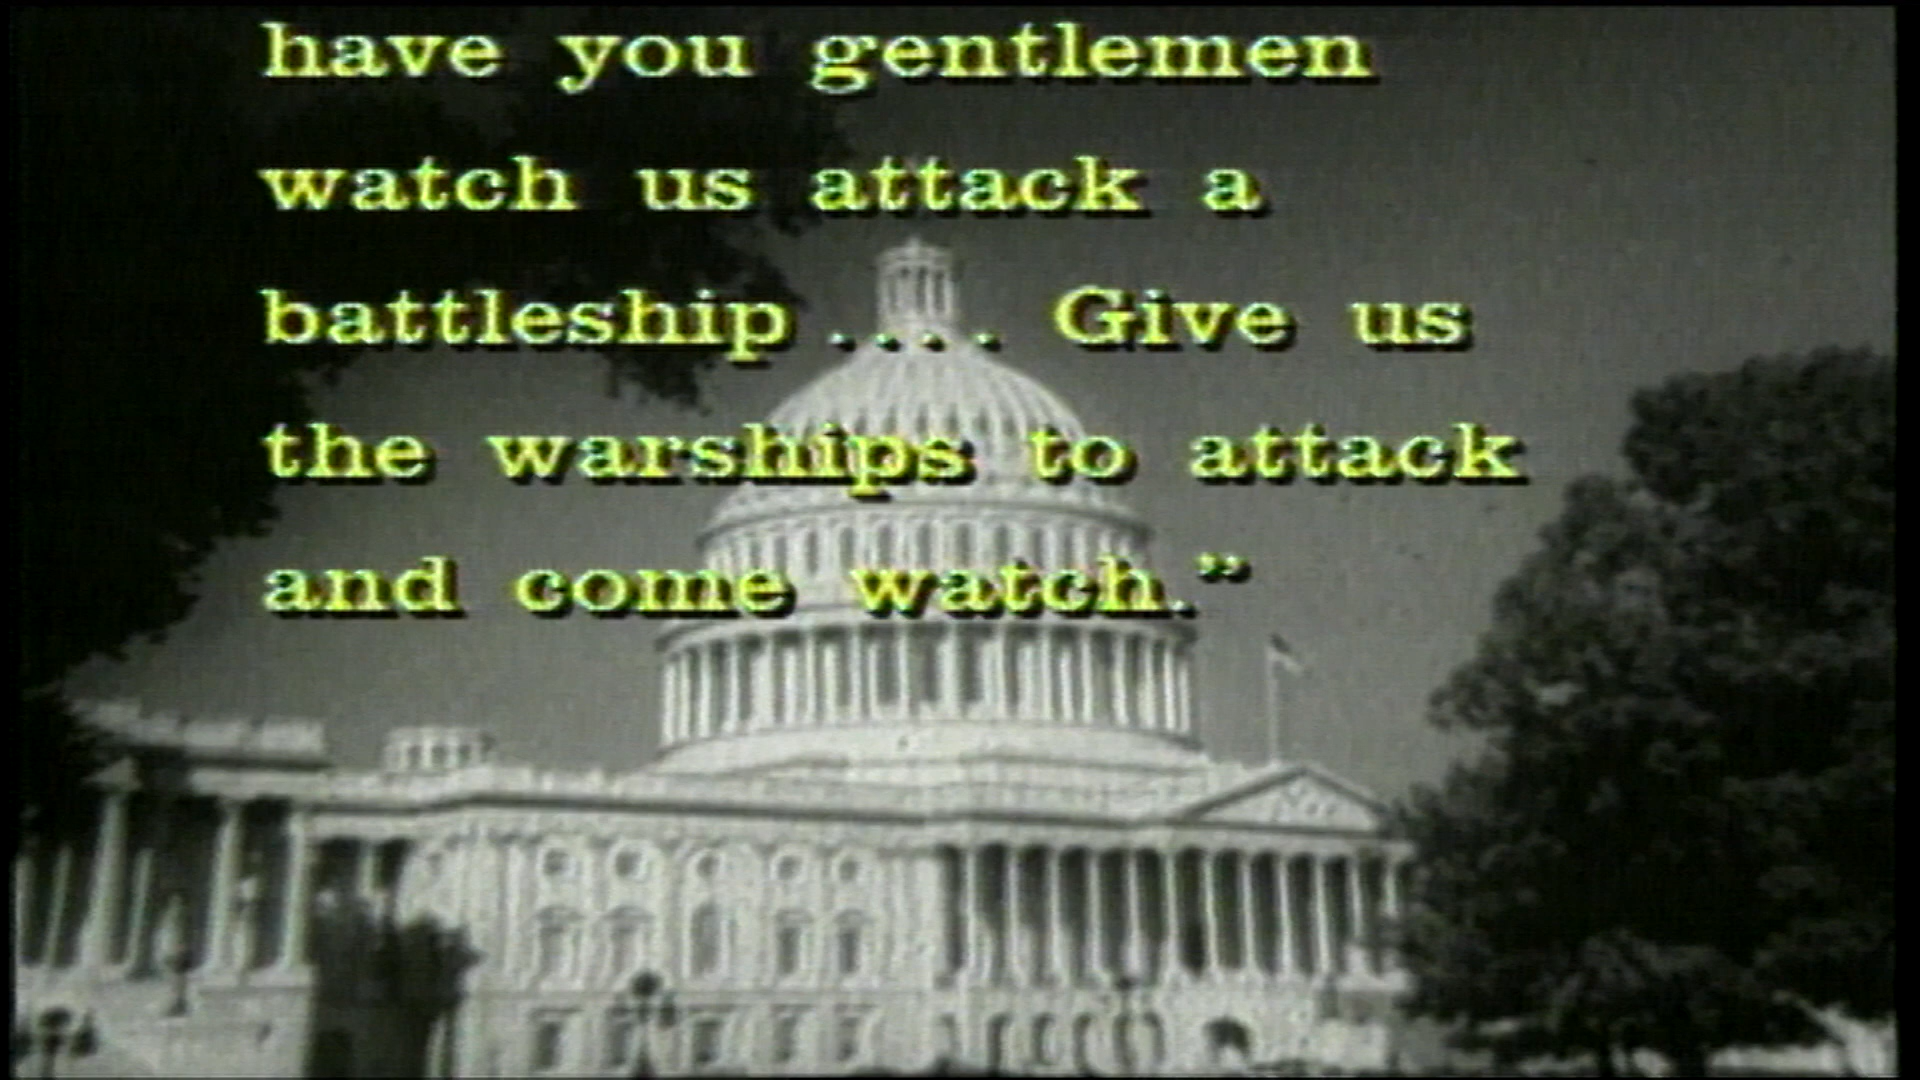 have you gentlemen
watch us attack a
battleship .... Give us
the warships to attack
and come watch.”